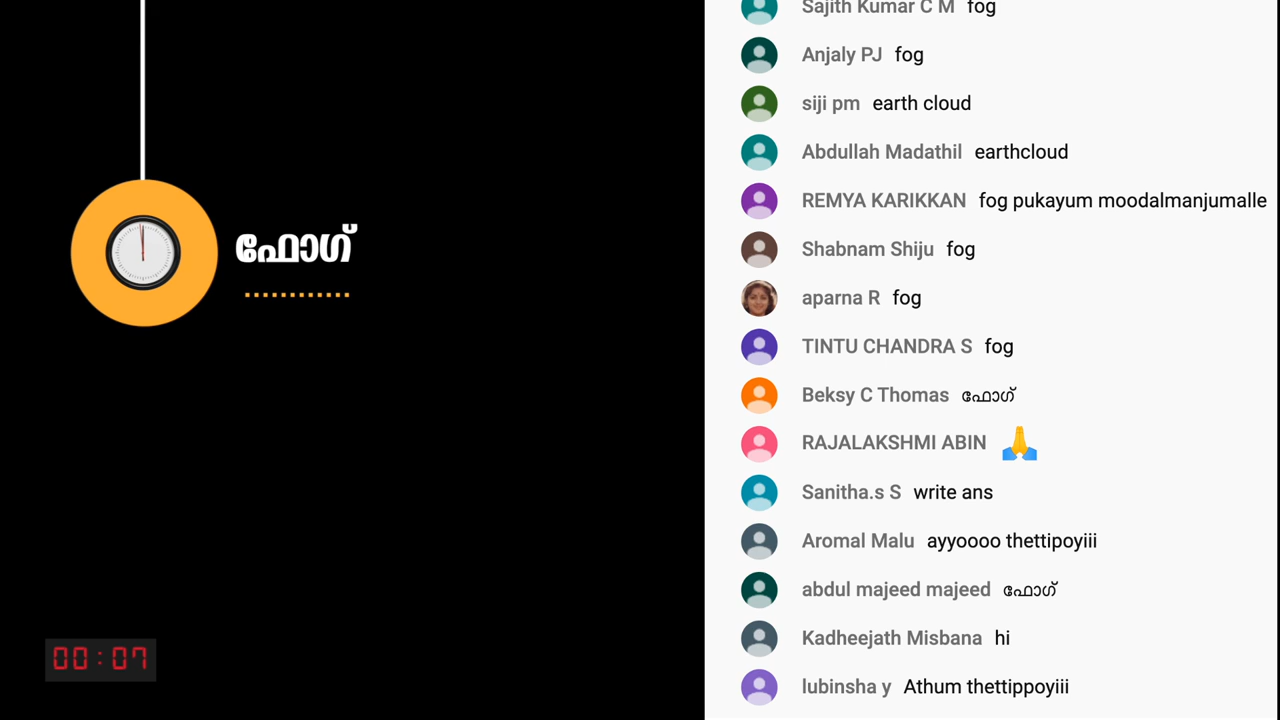 ഫോഗ്
00:07
Sajith Kumar C M fog
Anjaly PJ fog
siji pm earth cloud
Abdullah Madathil earthcloud
REMYA KARIKKAN fog pukayum moodalmanjumalle
Shabnam Shiju fog
aparna R fog
TINTU CHANDRA S fog
Beksy C Thomas ഫോഗ്
RAJALAKSHMI ABIN 🙏
Sanitha.s S write ans
Aromal Malu ayyoooo thettipoyiii
abdul majeed majeed ഫോഗ്
Kadheejath Misbana hi
lubinsha y Athum thettippoyiii